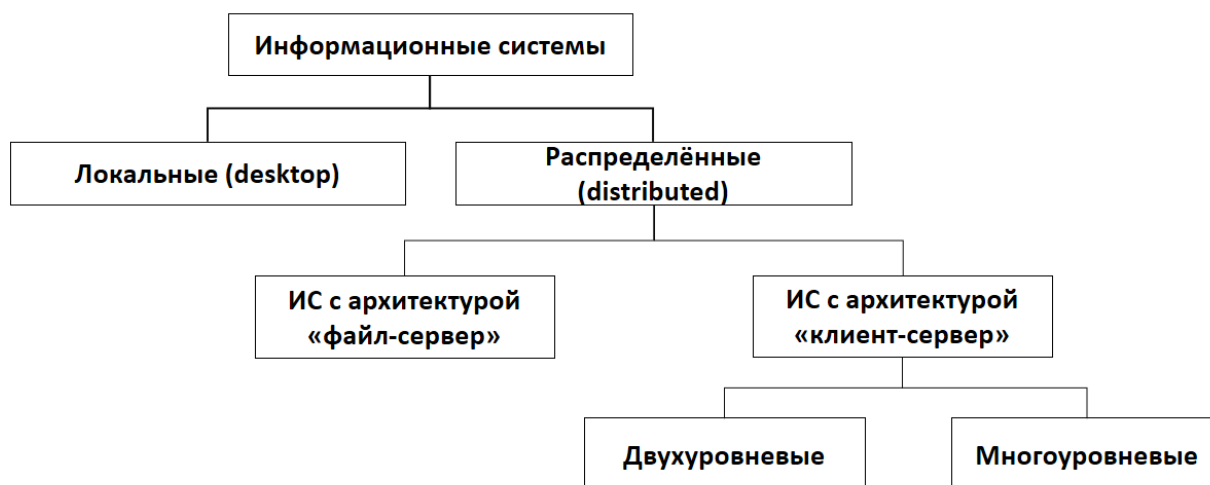 Информационные системы
Локальные (desktop)
Распределённые
(distributed)
ИС с архитектурой
«файл-сервер»
ИС с архитектурой
«клиент-сервер»
Двухуровневые
Многоуровневые